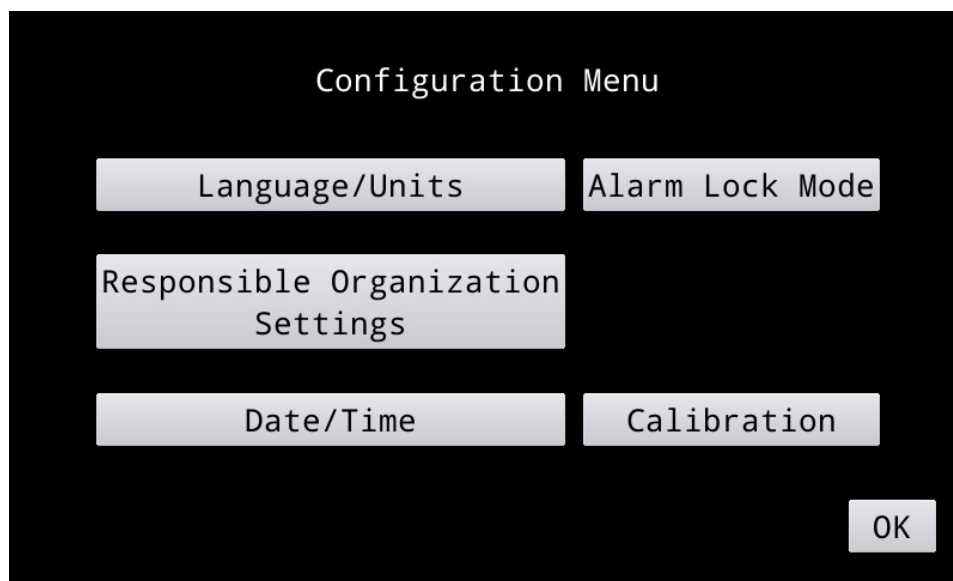 Configuration Menu
Language/Units
Alarm Lock Mode
Responsible Organization
Settings
Date/Time
Calibration
OK